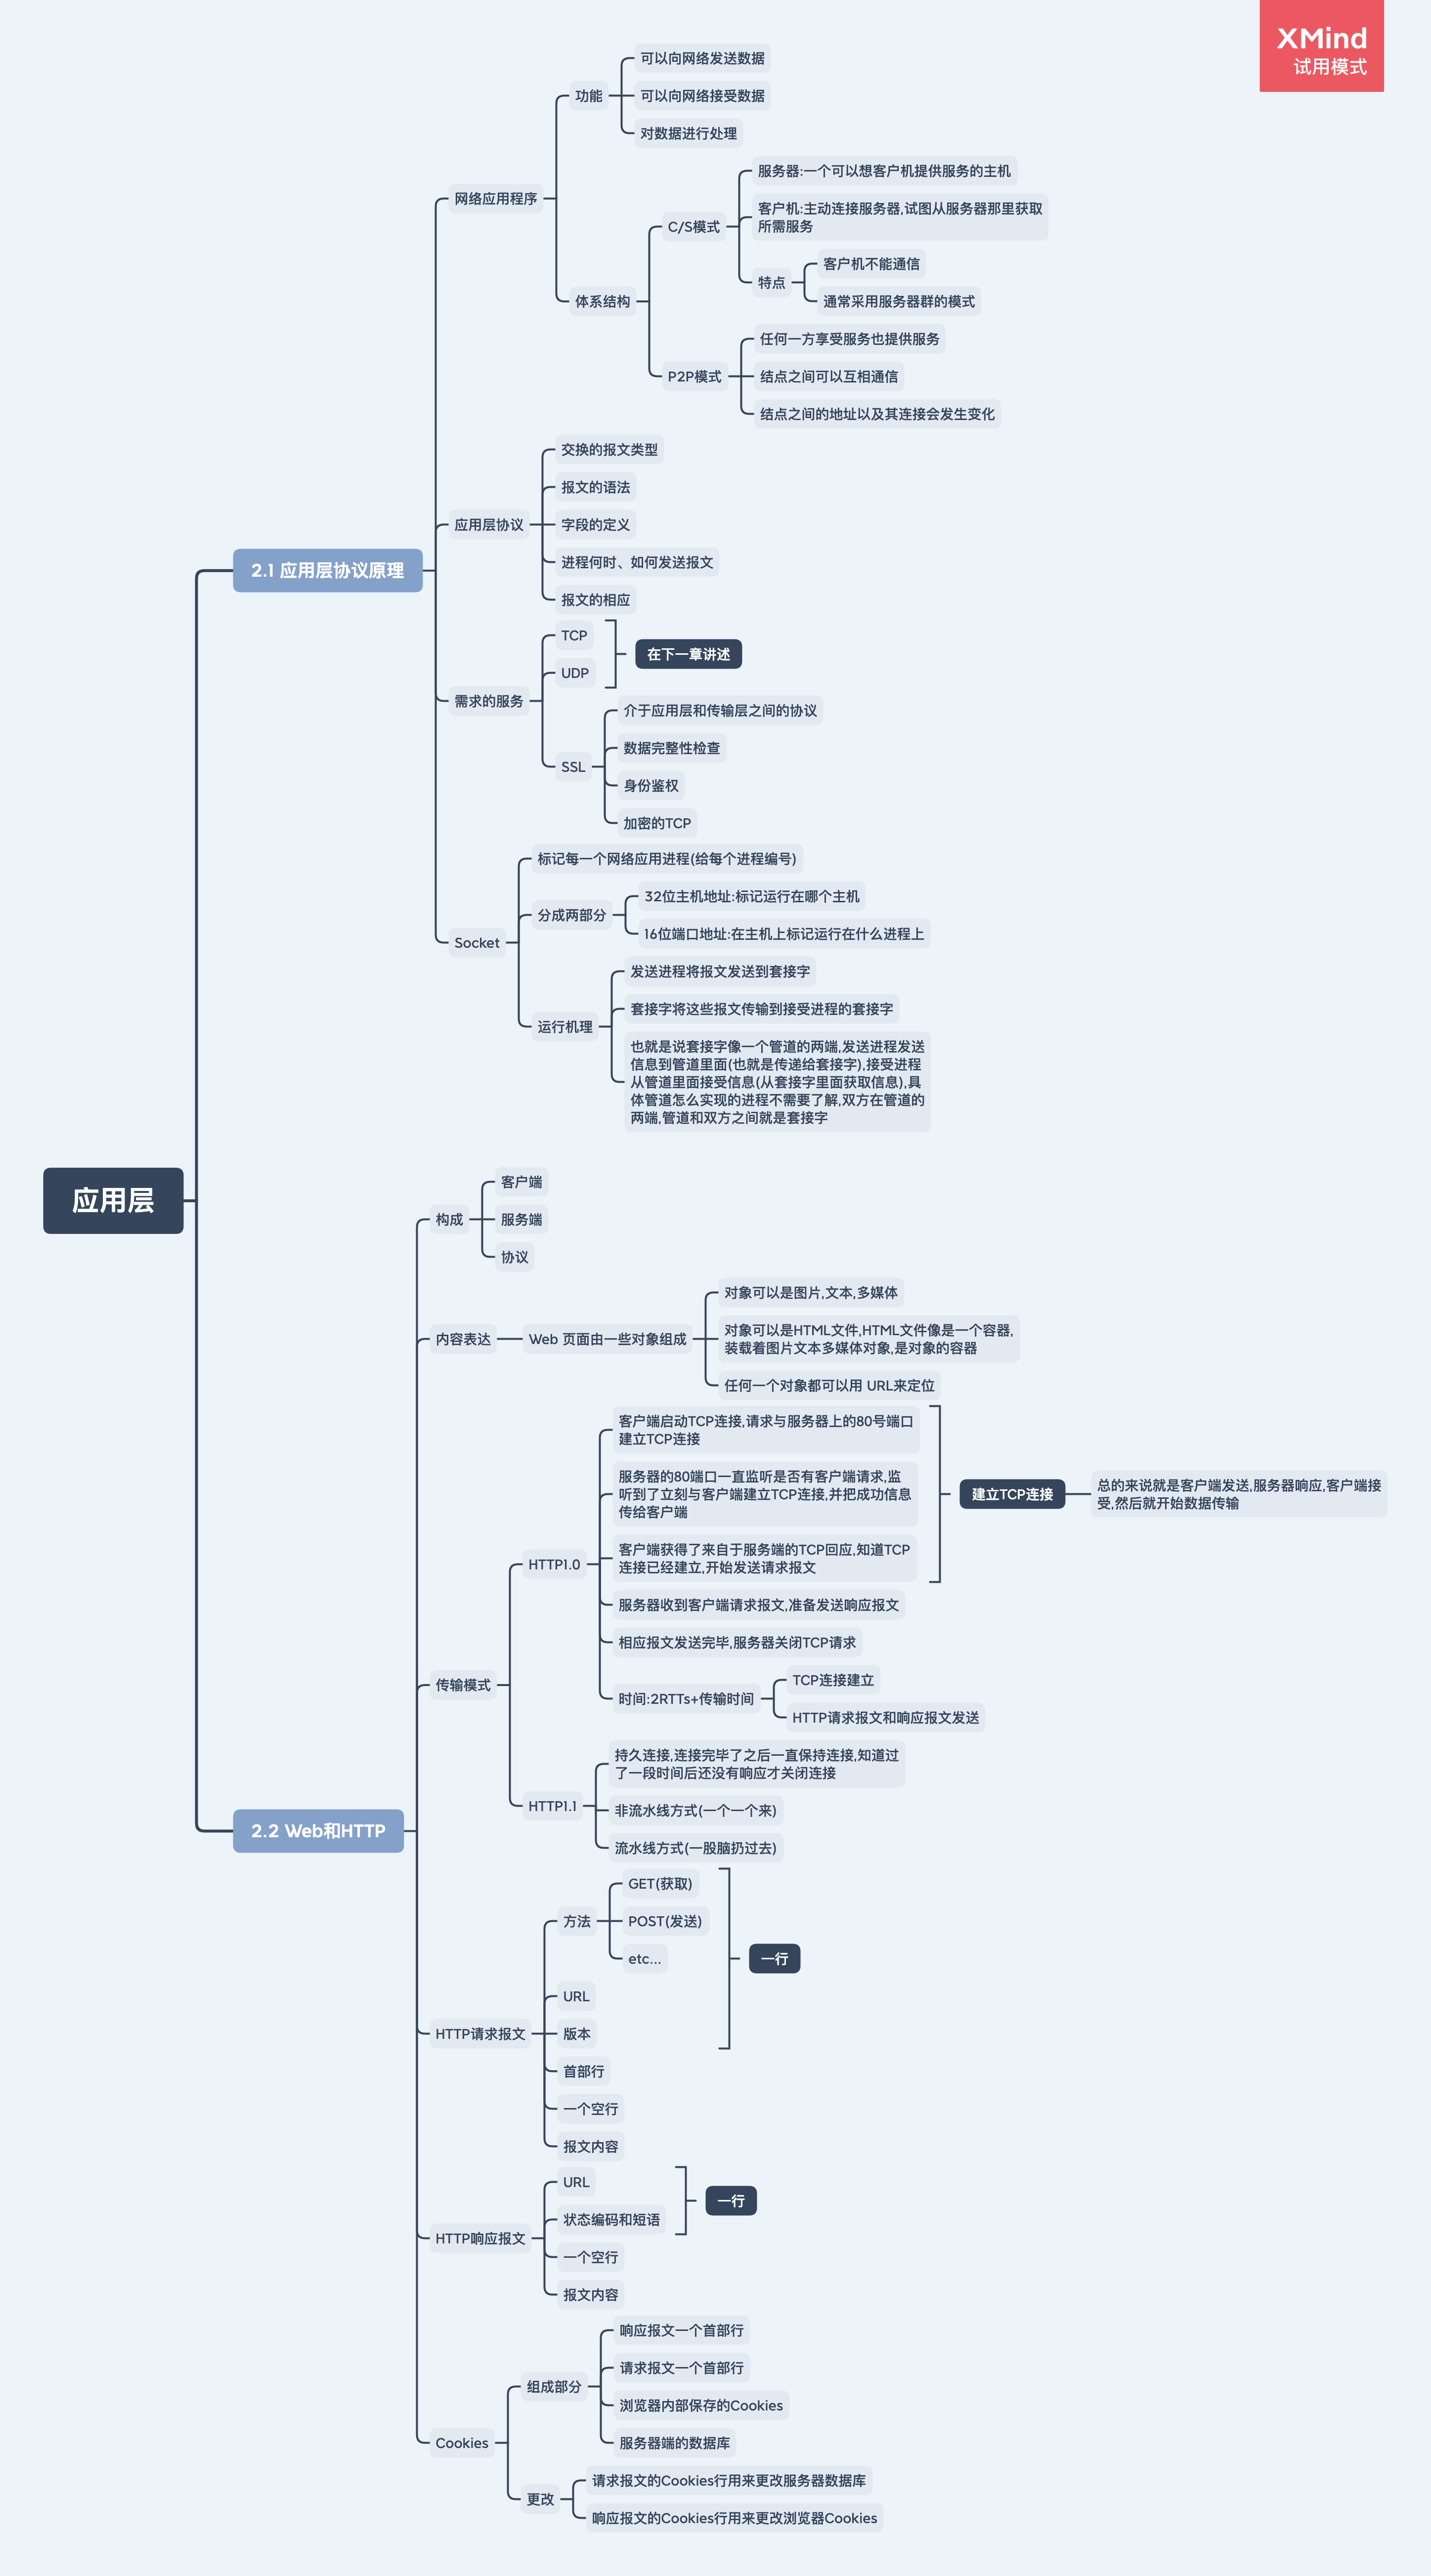 XMind
试用模式
应用层
2.1 应用层协议原理
网络应用程序
功能
可以向网络发送数据
可以向网络接受数据
对数据进行处理
体系结构
C/S模式
服务器:一个可以想客户机提供服务的主机
客户机:主动连接服务器,试图从服务器那里获取
所需服务
特点
客户机不能通信
通常采用服务器群的模式
P2P模式
任何一方享受服务也提供服务
结点之间可以互相通信
结点之间的地址以及其连接会发生变化
应用层协议
交换的报文类型
报文的语法
字段的定义
进程何时、如何发送报文
报文的相应
需求的服务
TCP
UDP
在下一章讲述
SSL
介于应用层和传输层之间的协议
数据完整性检查
身份鉴权
加密的TCP
Socket
标记每一个网络应用进程(给每个进程编号)
分成两部分
32位主机地址:标记运行在哪个主机
16位端口地址:在主机上标记运行在什么进程上
运行机理
发送进程将报文发送到套接字
套接字将这些报文传输到接受进程的套接字
也就是说套接字像一个管道的两端,发送进程发送
信息到管道里面(也就是传递给套接字),接受进程
从管道里面接受信息(从套接字里面获取信息),具
体管道怎么实现的进程不需要了解,双方在管道的
两端,管道和双方之间就是套接字
2.2 Web和HTTP
构成
客户端
服务端
协议
内容表达
Web 页面由一些对象组成
对象可以是图片,文本,多媒体
对象可以是HTML文件,HTML文件像是一个容器,
装载着图片文本多媒体对象,是对象的容器
任何一个对象都可以用 URL来定位
传输模式
HTTP1.0
客户端启动TCP连接,请求与服务器上的80号端口
建立TCP连接
服务器的80端口一直监听是否有客户端请求,监
听到了立刻与客户端建立TCP连接,并把成功信息
传给客户端
客户端获得了来自于服务端的TCP回应,知道TCP
连接已经建立,开始发送请求报文
建立TCP连接
总的来说就是客户端发送,服务器响应,客户端接
受,然后就开始数据传输
服务器收到客户端请求报文,准备发送响应报文
相应报文发送完毕,服务器关闭TCP请求
时间:2RTTs+传输时间
TCP连接建立
HTTP请求报文和响应报文发送
HTTP1.1
持久连接,连接完毕了之后一直保持连接,知道过
了一段时间后还没有响应才关闭连接
非流水线方式(一个一个来)
流水线方式(一股脑扔过去)
HTTP请求报文
方法
GET(获取)
POST(发送)
etc...
URL
版本
一行
首部行
一个空行
报文内容
HTTP响应报文
URL
状态编码和短语
一行
一个空行
报文内容
Cookies
组成部分
响应报文一个首部行
请求报文一个首部行
浏览器内部保存的Cookies
服务器端的数据库
更改
请求报文的Cookies行用来更改服务器数据库
响应报文的Cookies行用来更改浏览器Cookies